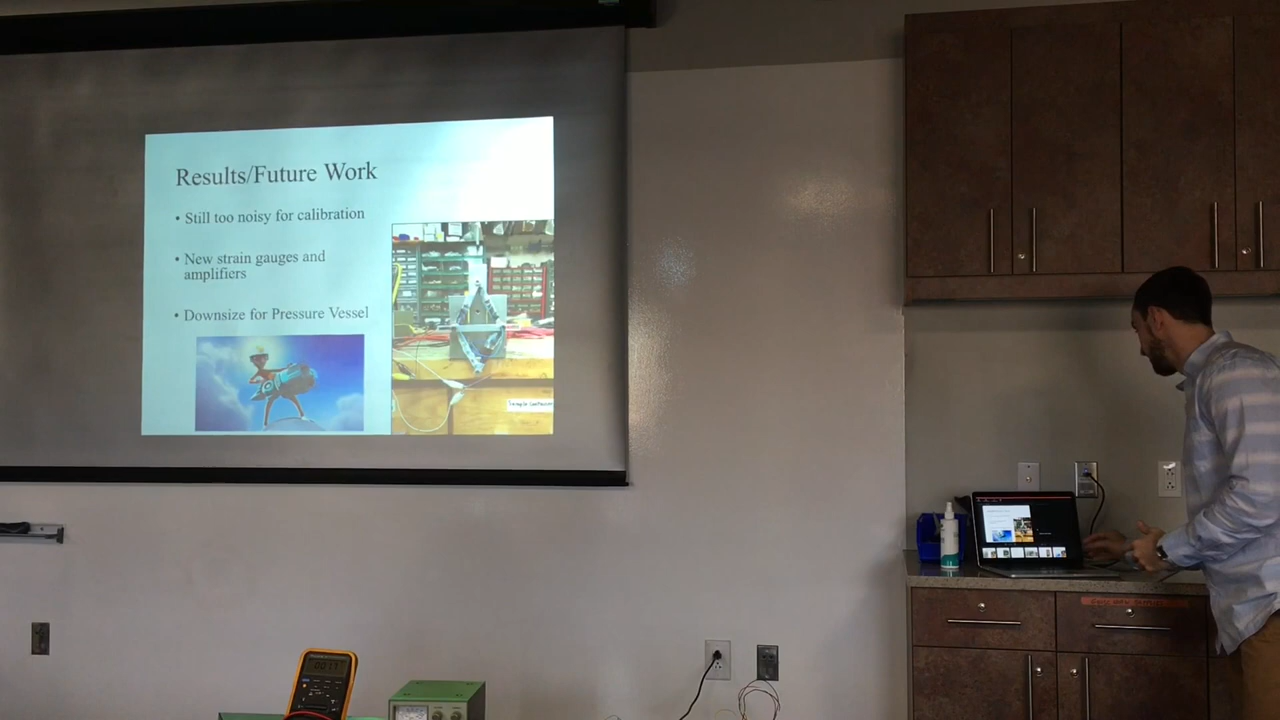 Results/Future Work
• Still too noisy for calibration
• New strain gauges and
amplifiers
• Downsize for Pressure Vessel